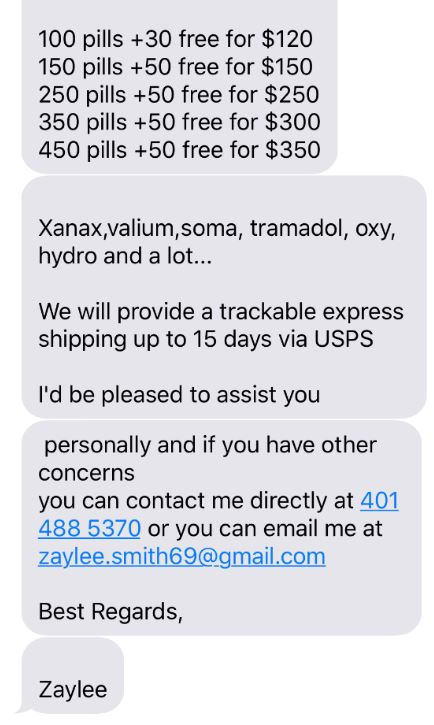 100 pills +30 free for $120
150 pills +50 free for $150
250 pills +50 free for $250
350 pills +50 free for $300
450 pills +50 free for $350
Xanax,valium,soma, tramadol, oxy,
hydro and a lot...
We will provide a trackable express
shipping up to 15 days via USPS
I'd be pleased to assist you
personally and if you have other
concerns
you can contact me directly at 401
488 5370 or you can email me at
zaylee.smith69@gmail.com
Best Regards,
Zaylee